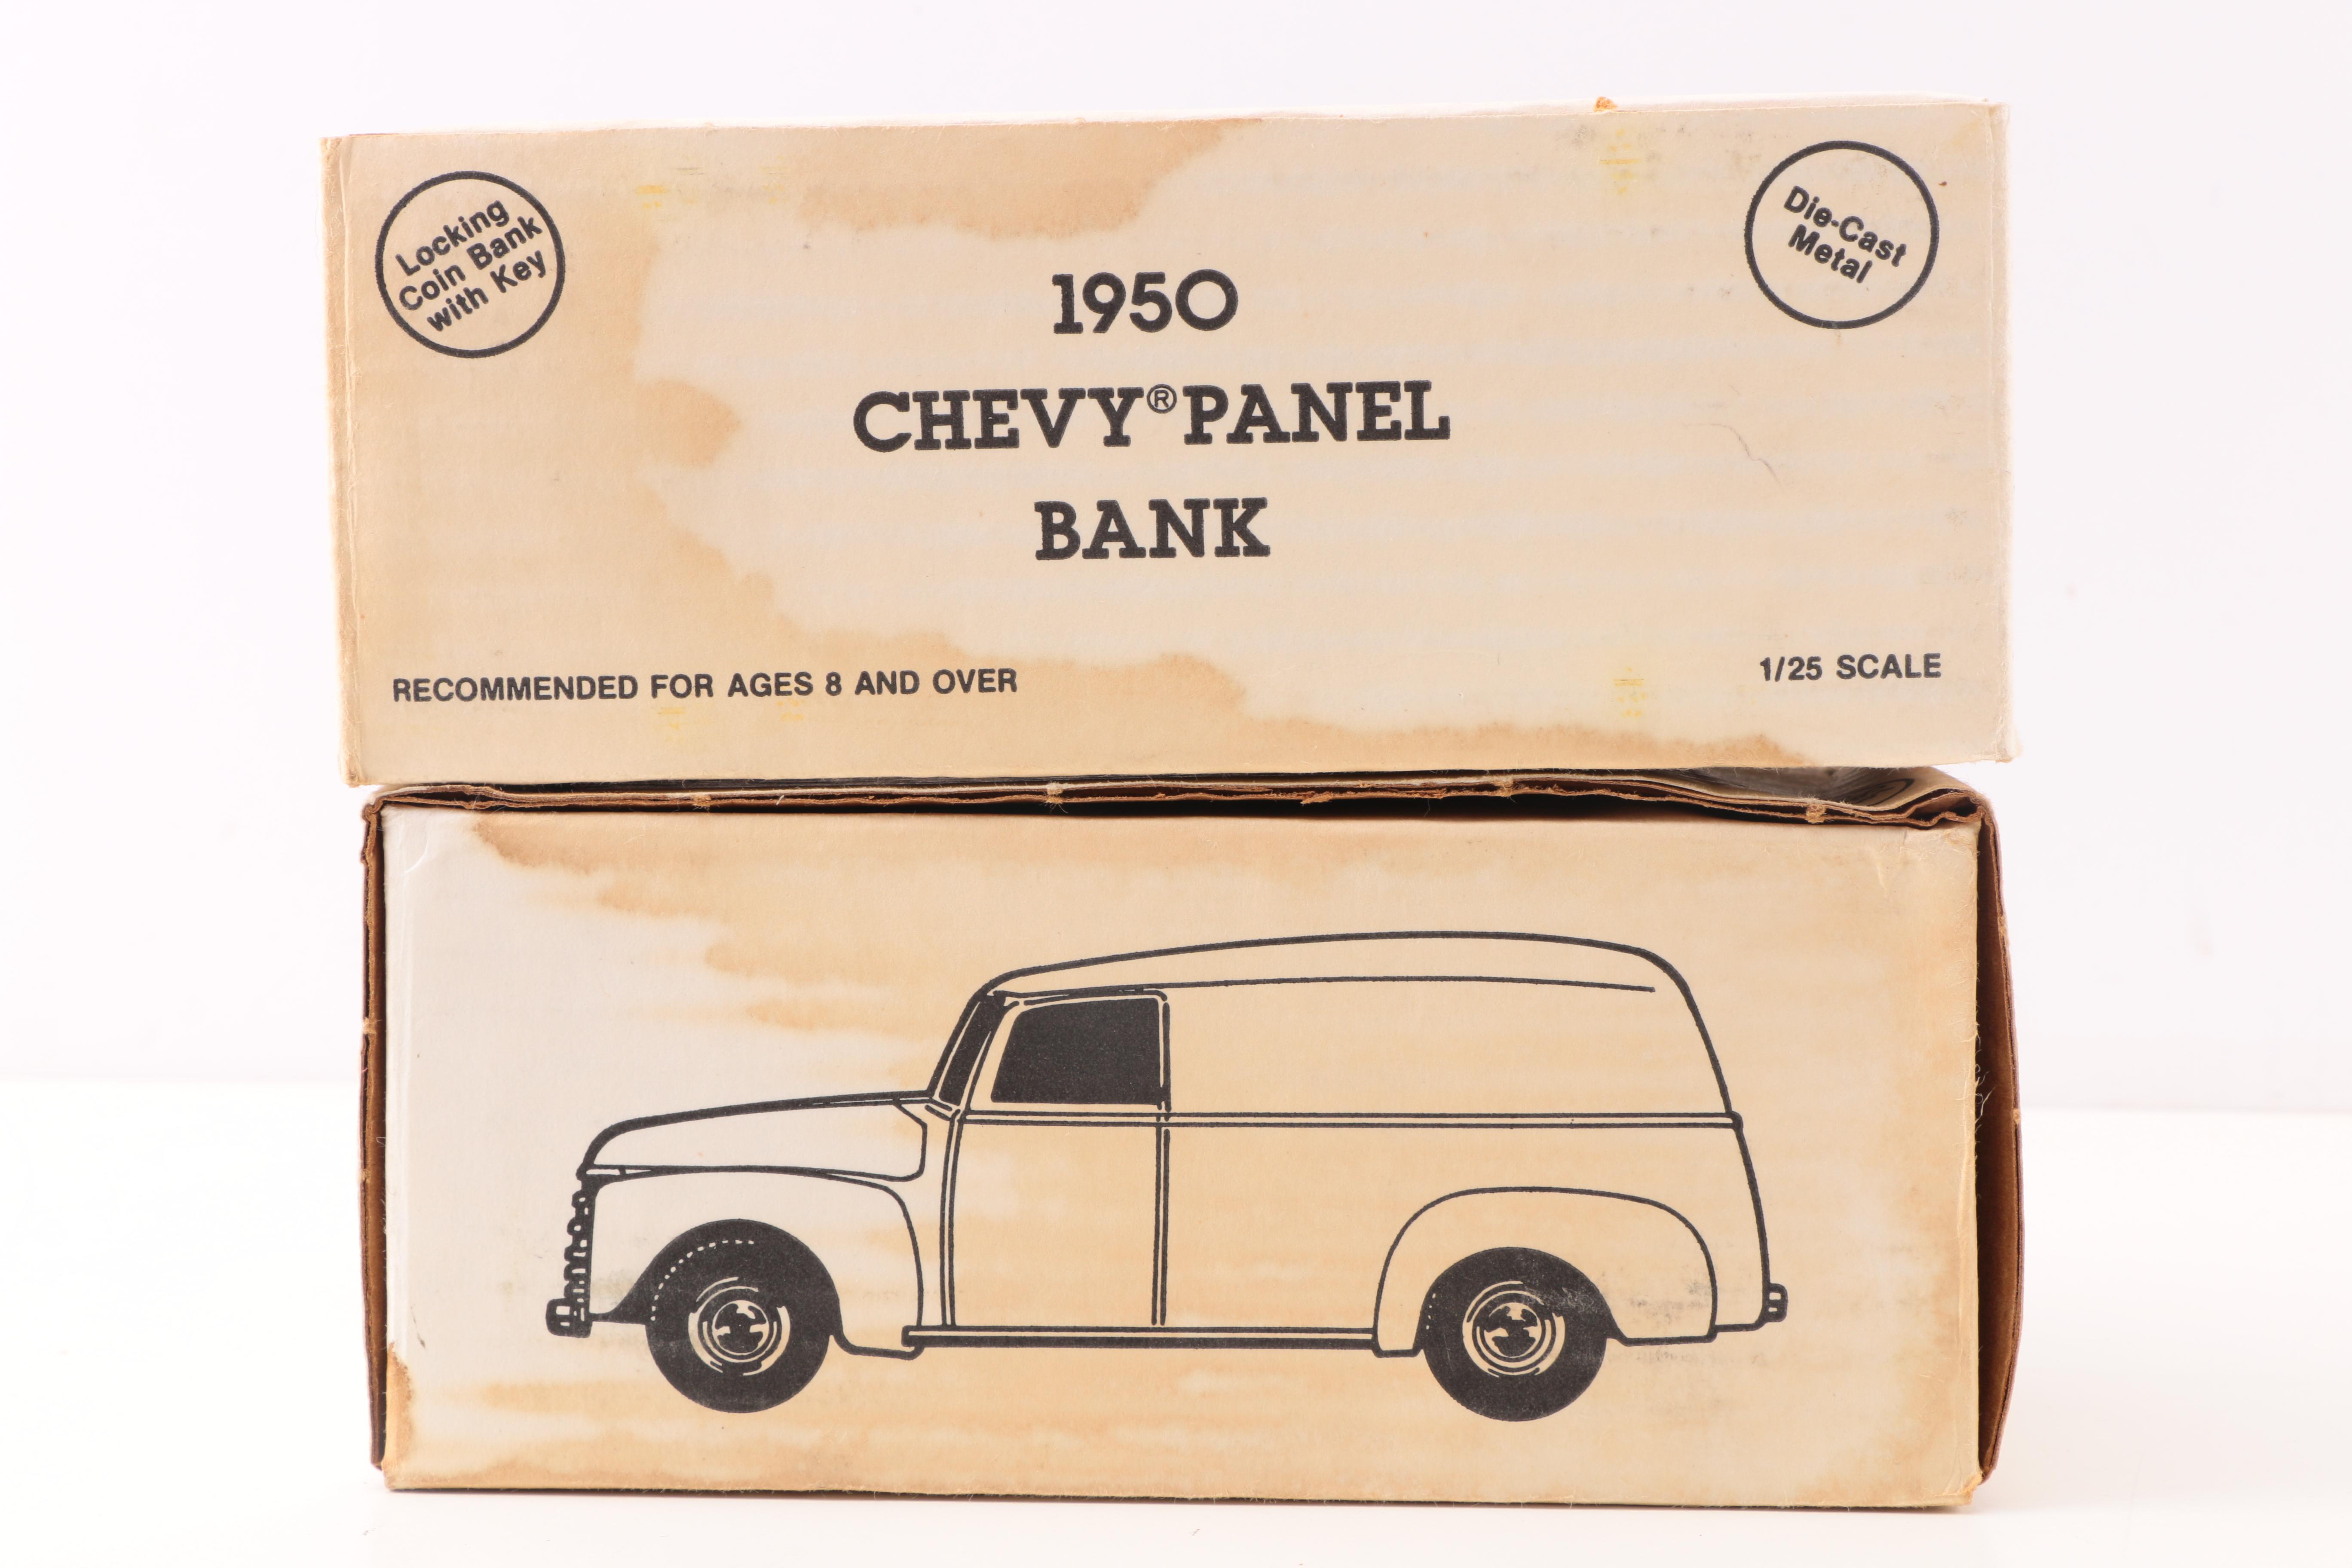 Locking
Coin Bank
with Key
Die-Cast
Metal
1950
CHEVY® PANEL
BANK
RECOMMENDED FOR AGES 8 AND OVER
1/25 SCALE